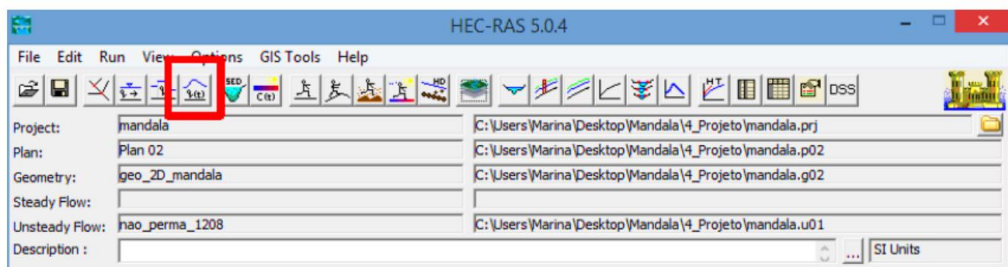 HEC-RAS 5.0.4
File Edit Run View Options GIS Tools Help
SED C(t) HD HT DSS
Project: mandala C:\Users\Marina\Desktop\Mandala\4_Projeto\mandala.prj
Plan: Plan 02 C:\Users\Marina\Desktop\Mandala\4_Projeto\mandala.p02
Geometry: geo_2D_mandala C:\Users\Marina\Desktop\Mandala\4_Projeto\mandala.g02
Steady Flow:
Unsteady Flow: nao_perma_1208 C:\Users\Marina\Desktop\Mandala\4_Projeto\mandala.u01
Description : ... SI Units